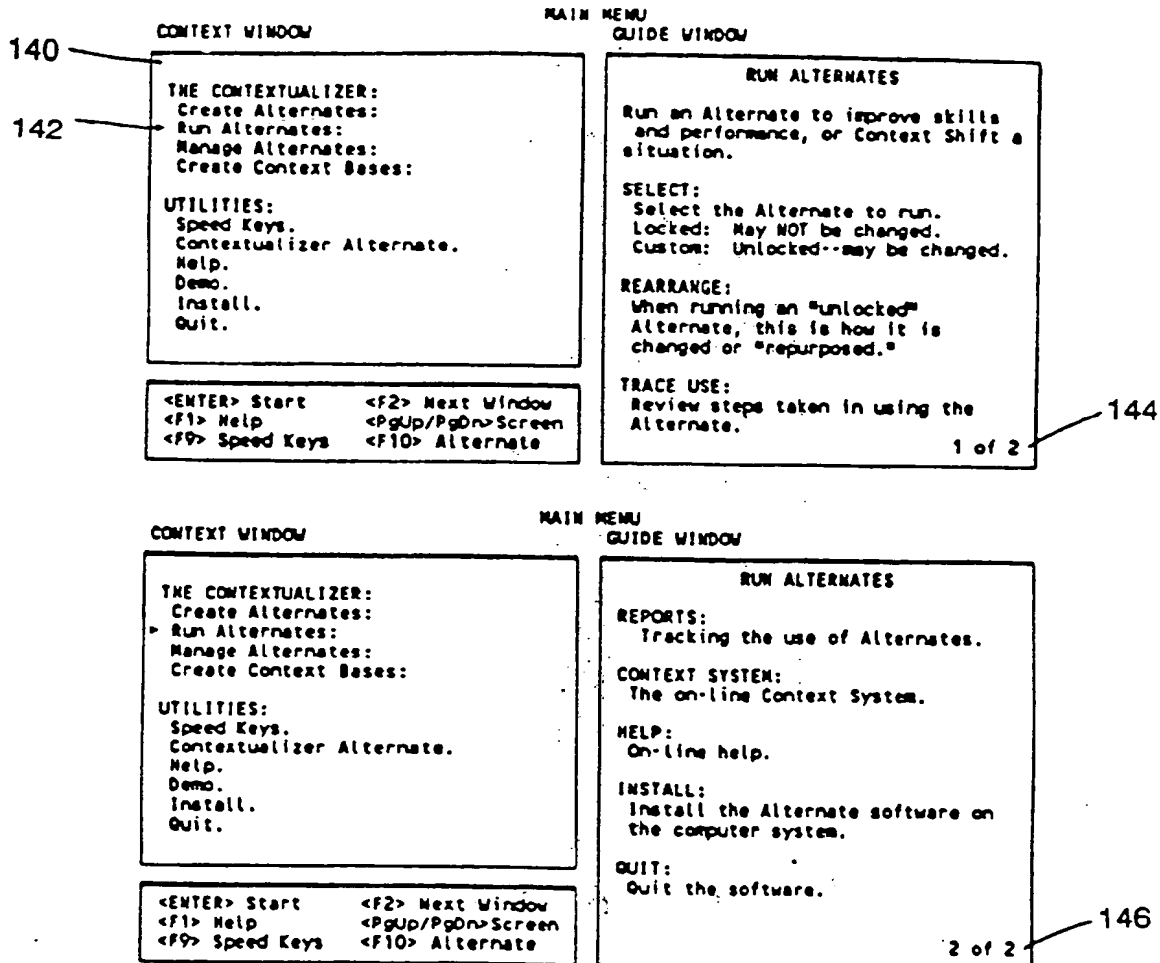 MAIN MENU
CONTEXT WINDOW
GUIDE WINDOW
140
142
THE CONTEXTUALIZER:
Create Alternates:
▸ Run Alternates:
Manage Alternates:
Create Context Bases:
UTILITIES:
Speed Keys.
Contextualizer Alternate.
Help.
Demo.
Install.
Quit.
<ENTER> Start <F2> Next Window
<F1> Help <PgUp/PgDn>Screen
<F9> Speed Keys <F10> Alternate
RUN ALTERNATES
Run an Alternate to improve skills
and performance, or Context Shift a
situation.
SELECT:
Select the Alternate to run.
Locked: May NOT be changed.
Custom: Unlocked--may be changed.
REARRANGE:
When running an "unlocked"
Alternate, this is how it is
changed or "repurposed."
TRACE USE:
Review steps taken in using the
Alternate.
1 of 2
144
MAIN MENU
CONTEXT WINDOW
GUIDE WINDOW
THE CONTEXTUALIZER:
Create Alternates:
▸ Run Alternates:
Manage Alternates:
Create Context Bases:
UTILITIES:
Speed Keys.
Contextualizer Alternate.
Help.
Demo.
Install.
Quit.
<ENTER> Start <F2> Next Window
<F1> Help <PgUp/PgDn>Screen
<F9> Speed Keys <F10> Alternate
RUN ALTERNATES
REPORTS:
Tracking the use of Alternates.
CONTEXT SYSTEM:
The on-line Context System.
HELP:
On-line help.
INSTALL:
Install the Alternate software on
the computer system.
QUIT:
Quit the software.
2 of 2
146